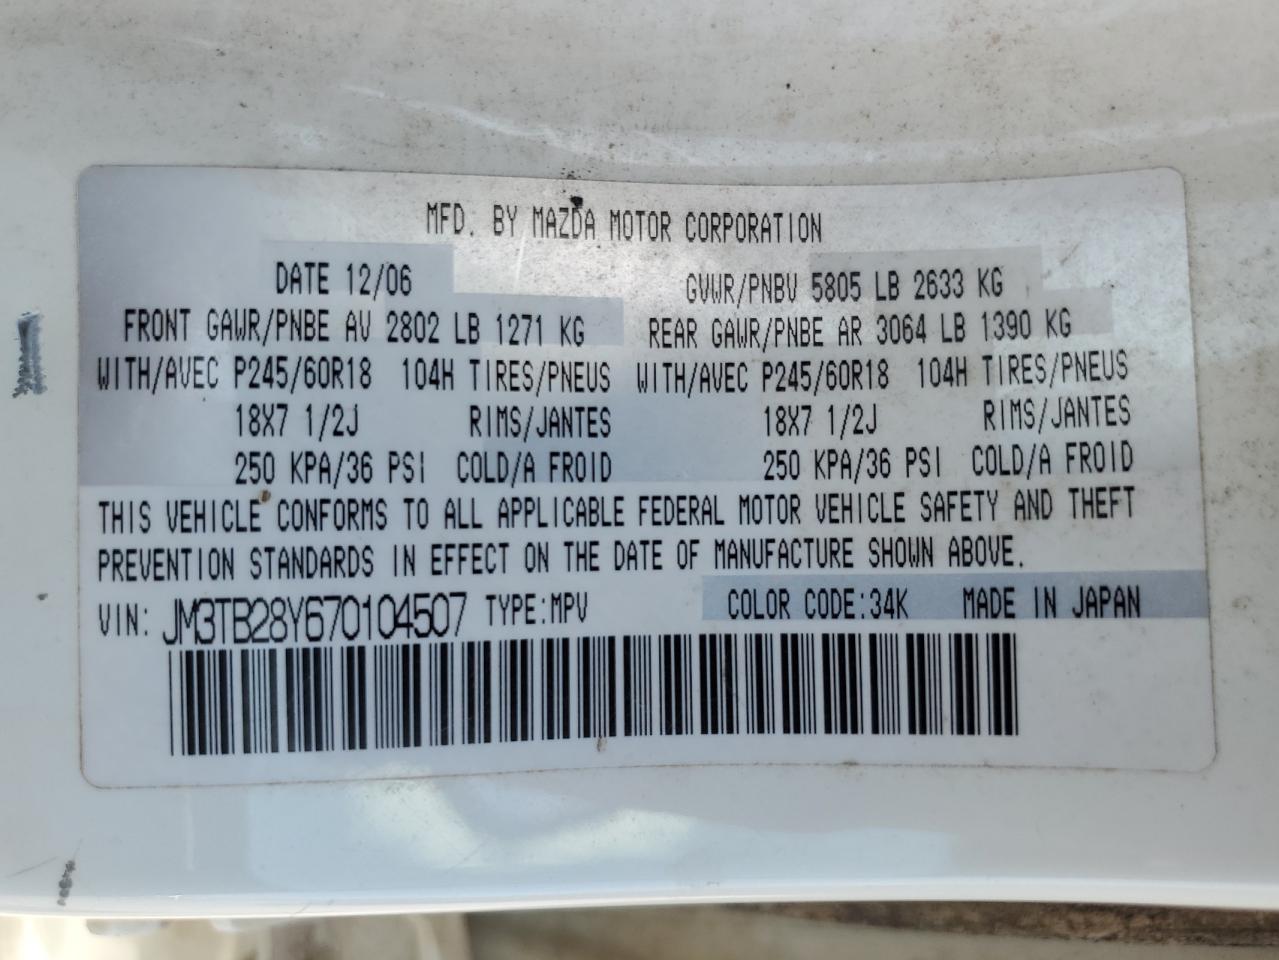 MFD. BY MAZDA MOTOR CORPORATION
DATE 12/06 GVWR/PNBV 5805 LB 2633 KG
FRONT GAWR/PNBE AV 2802 LB 1271 KG REAR GAWR/PNBE AR 3064 LB 1390 KG
WITH/AVEC P245/60R18 104H TIRES/PNEUS WITH/AVEC P245/60R18 104H TIRES/PNEUS
18X7 1/2J RIMS/JANTES 18X7 1/2J RIMS/JANTES
250 KPA/36 PSI COLD/A FROID 250 KPA/36 PSI COLD/A FROID
THIS VEHICLE CONFORMS TO ALL APPLICABLE FEDERAL MOTOR VEHICLE SAFETY AND THEFT
PREVENTION STANDARDS IN EFFECT ON THE DATE OF MANUFACTURE SHOWN ABOVE.
VIN: JM3TB28Y670104507 TYPE:MPV COLOR CODE:34K MADE IN JAPAN